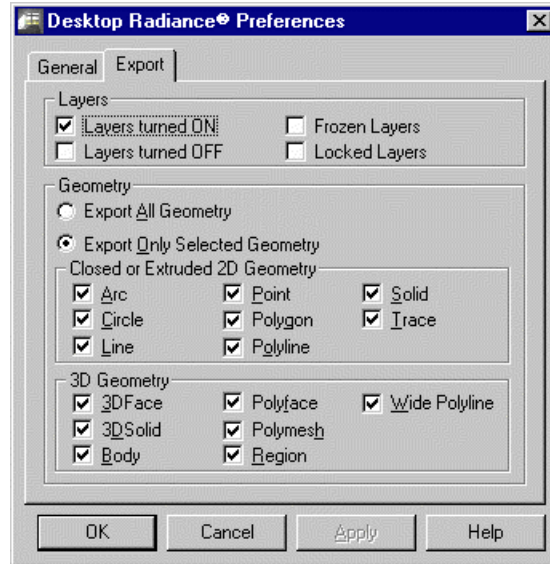 Desktop Radiance® Preferences
General Export
Layers
Layers turned ON Frozen Layers
Layers turned OFF Locked Layers
Geometry
Export All Geometry
Export Only Selected Geometry
Closed or Extruded 2D Geometry
Arc Point Solid
Circle Polygon Trace
Line Polyline
3D Geometry
3DFace Polyface Wide Polyline
3DSolid Polymesh
Body Region
OK Cancel Apply Help